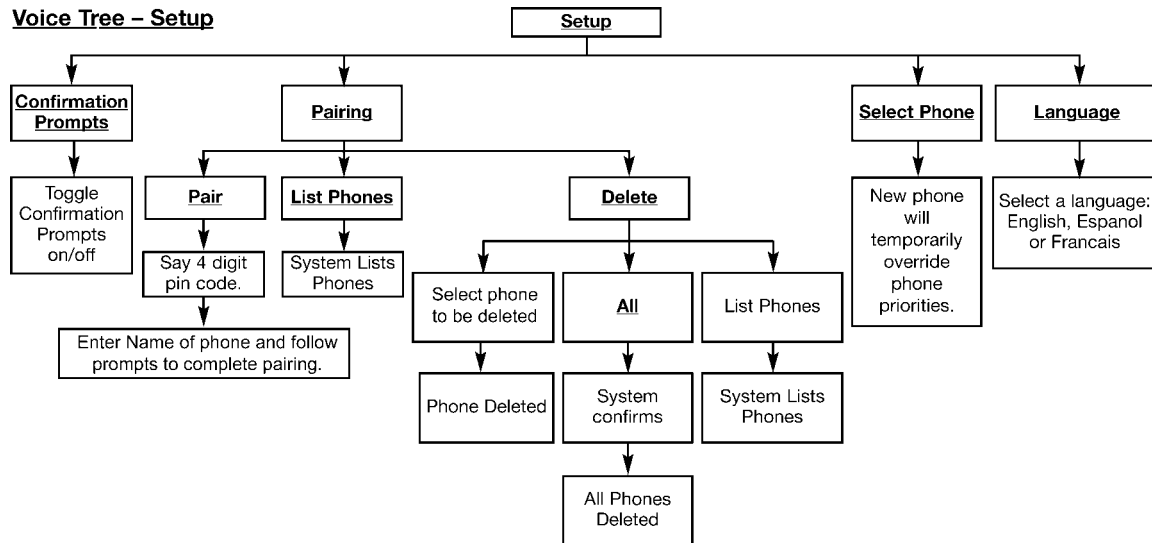 Voice Tree – Setup
Setup
Confirmation
Prompts
Pairing
Select Phone
Language
Toggle
Confirmation
Prompts
on/off
Pair
List Phones
Delete
New phone
will
temporarily
override
phone
priorities.
Select a language:
English, Espanol
or Francais
Say 4 digit
pin code.
System Lists
Phones
Select phone
to be deleted
All
List Phones
Enter Name of phone and follow
prompts to complete pairing.
Phone Deleted
System
confirms
System Lists
Phones
All Phones
Deleted